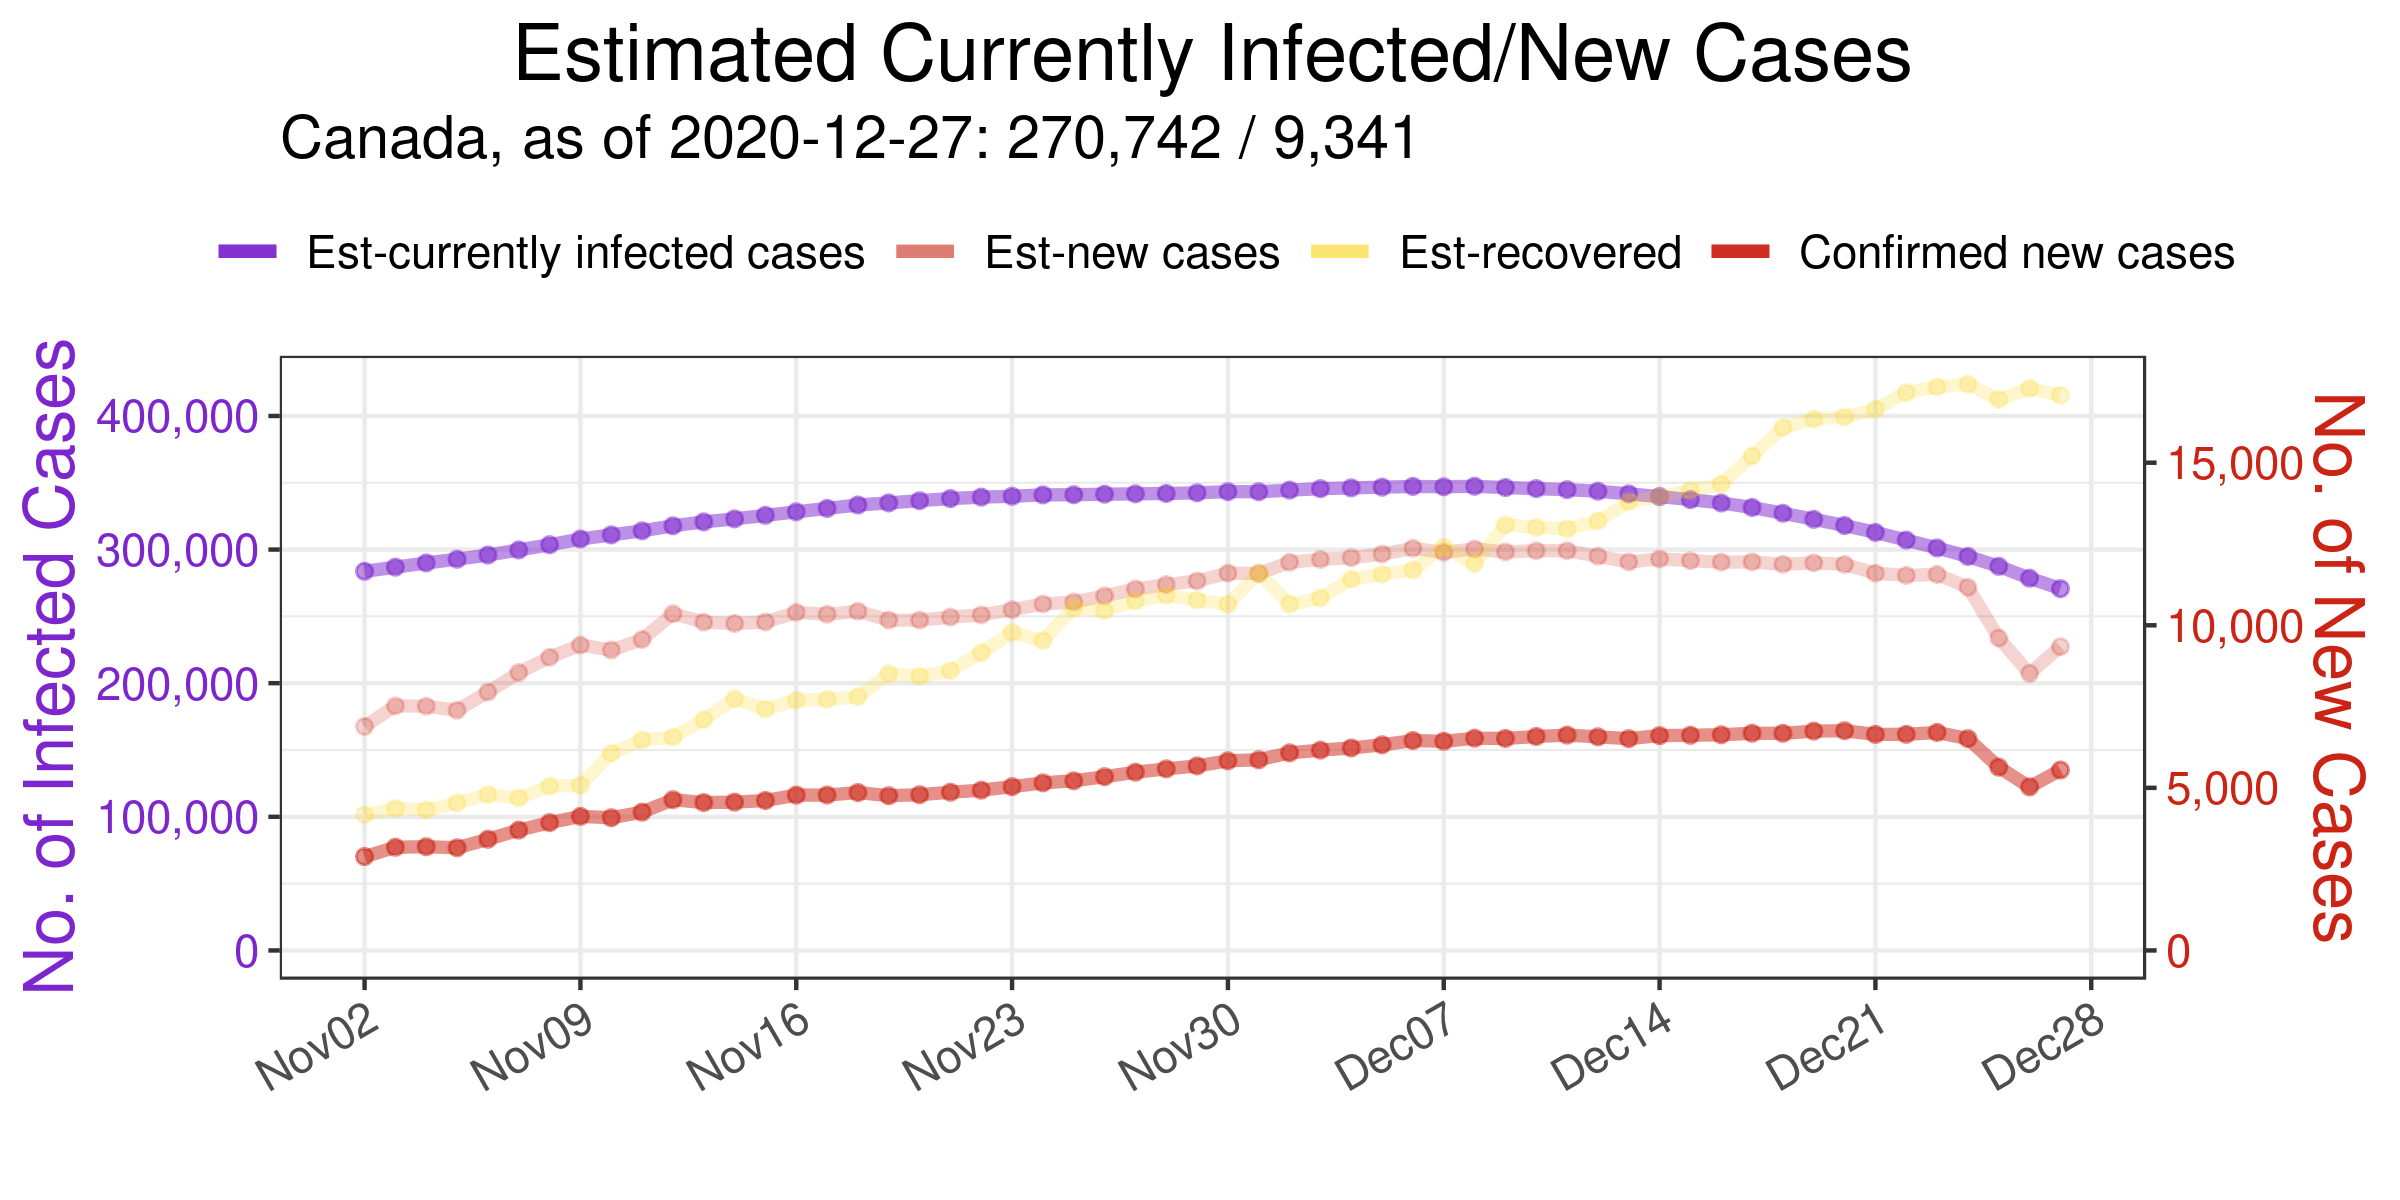 Estimated Currently Infected/New Cases
Canada, as of 2020-12-27: 270,742 / 9,341
Est-currently infected cases
Est-new cases
Est-recovered
Confirmed new cases
No. of Infected Cases
400,000
300,000
200,000
100,000
0
15,000
10,000
5,000
0
No. of New Cases
Nov02
Nov09
Nov16
Nov23
Nov30
Dec07
Dec14
Dec21
Dec28